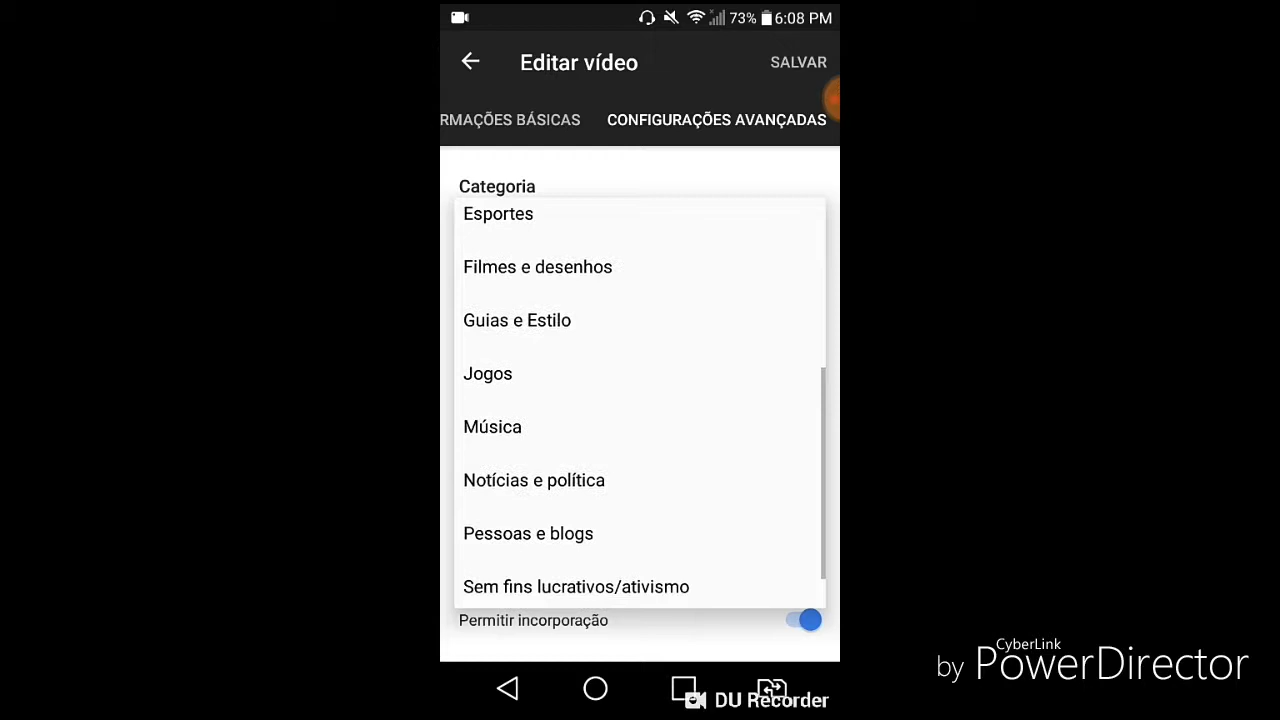 73% 6:08 PM
Editar vídeo SALVAR
RMAÇÕES BÁSICAS CONFIGURAÇÕES AVANÇADAS
Categoria
Esportes
Filmes e desenhos
Guias e Estilo
Jogos
Música
Notícias e política
Pessoas e blogs
Sem fins lucrativos/ativismo
Permitir incorporação
CyberLink
by PowerDirector
DU Recorder